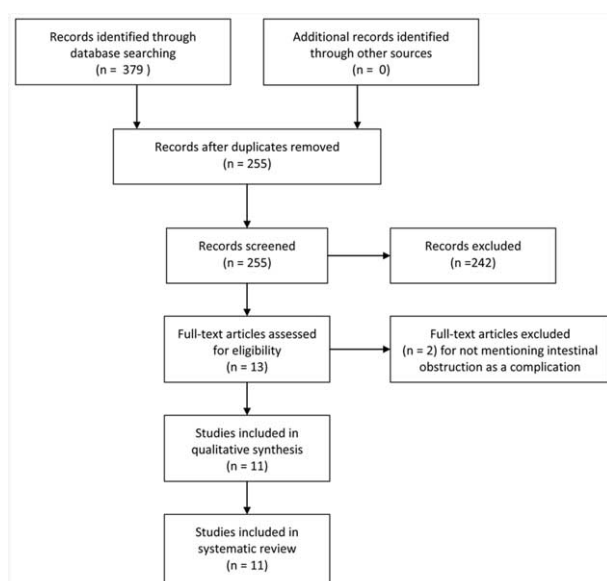 Records identified through
database searching
(n = 379 )
Additional records identified
through other sources
(n = 0)
Records after duplicates removed
(n = 255)
Records screened
(n = 255)
Records excluded
(n =242)
Full-text articles assessed
for eligibility
(n = 13)
Full-text articles excluded
(n = 2) for not mentioning intestinal
obstruction as a complication
Studies included in
qualitative synthesis
(n = 11)
Studies included in
systematic review
(n = 11)